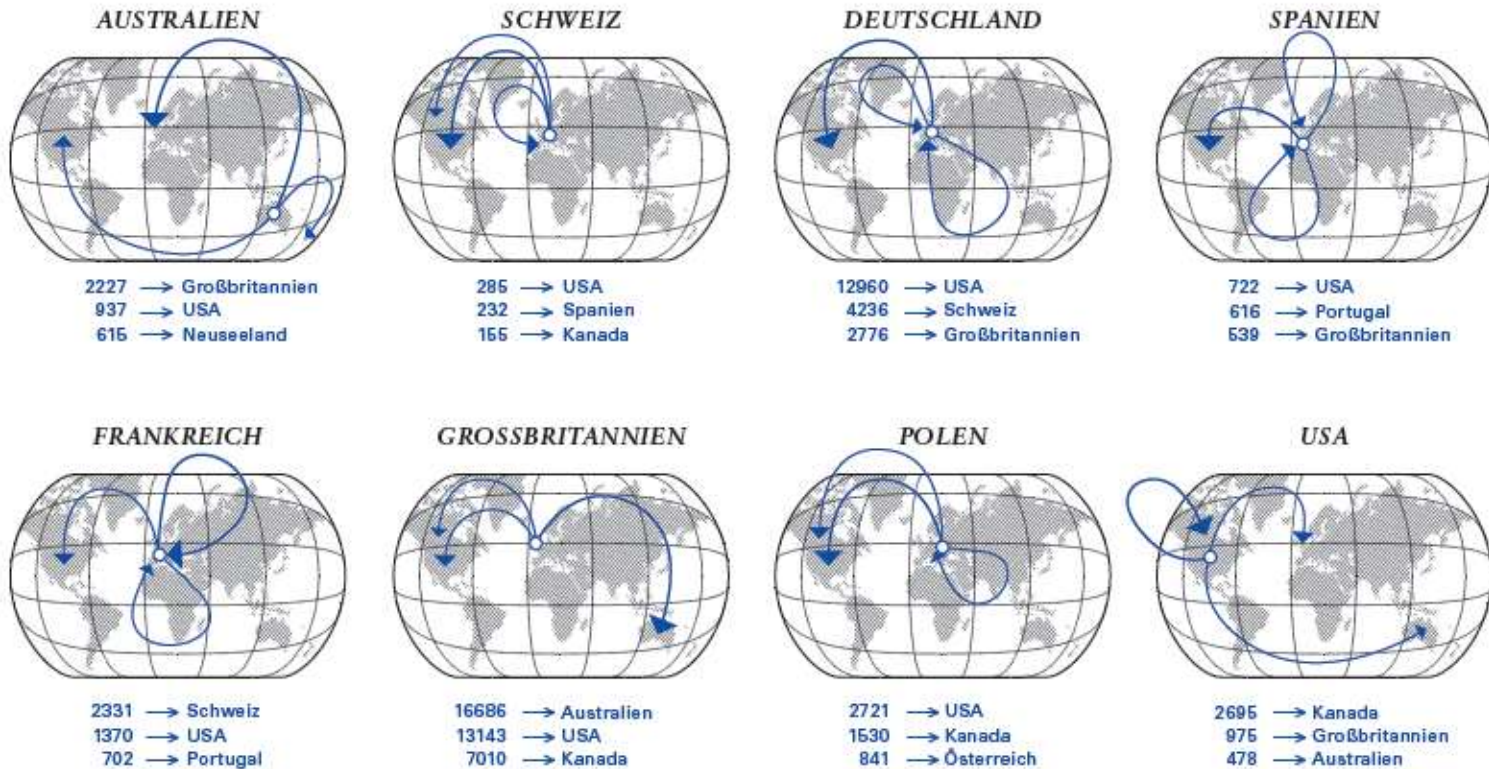 AUSTRALIEN
2227 → Großbritannien
937 → USA
615 → Neuseeland
SCHWEIZ
285 → USA
232 → Spanien
155 → Kanada
DEUTSCHLAND
12960 → USA
4236 → Schweiz
2776 → Großbritannien
SPANIEN
722 → USA
616 → Portugal
539 → Großbritannien
FRANKREICH
2331 → Schweiz
1370 → USA
702 → Portugal
GROSSBRITANNIEN
16686 → Australien
13143 → USA
7010 → Kanada
POLEN
2721 → USA
1530 → Kanada
841 → Österreich
USA
2695 → Kanada
975 → Großbritannien
478 → Australien